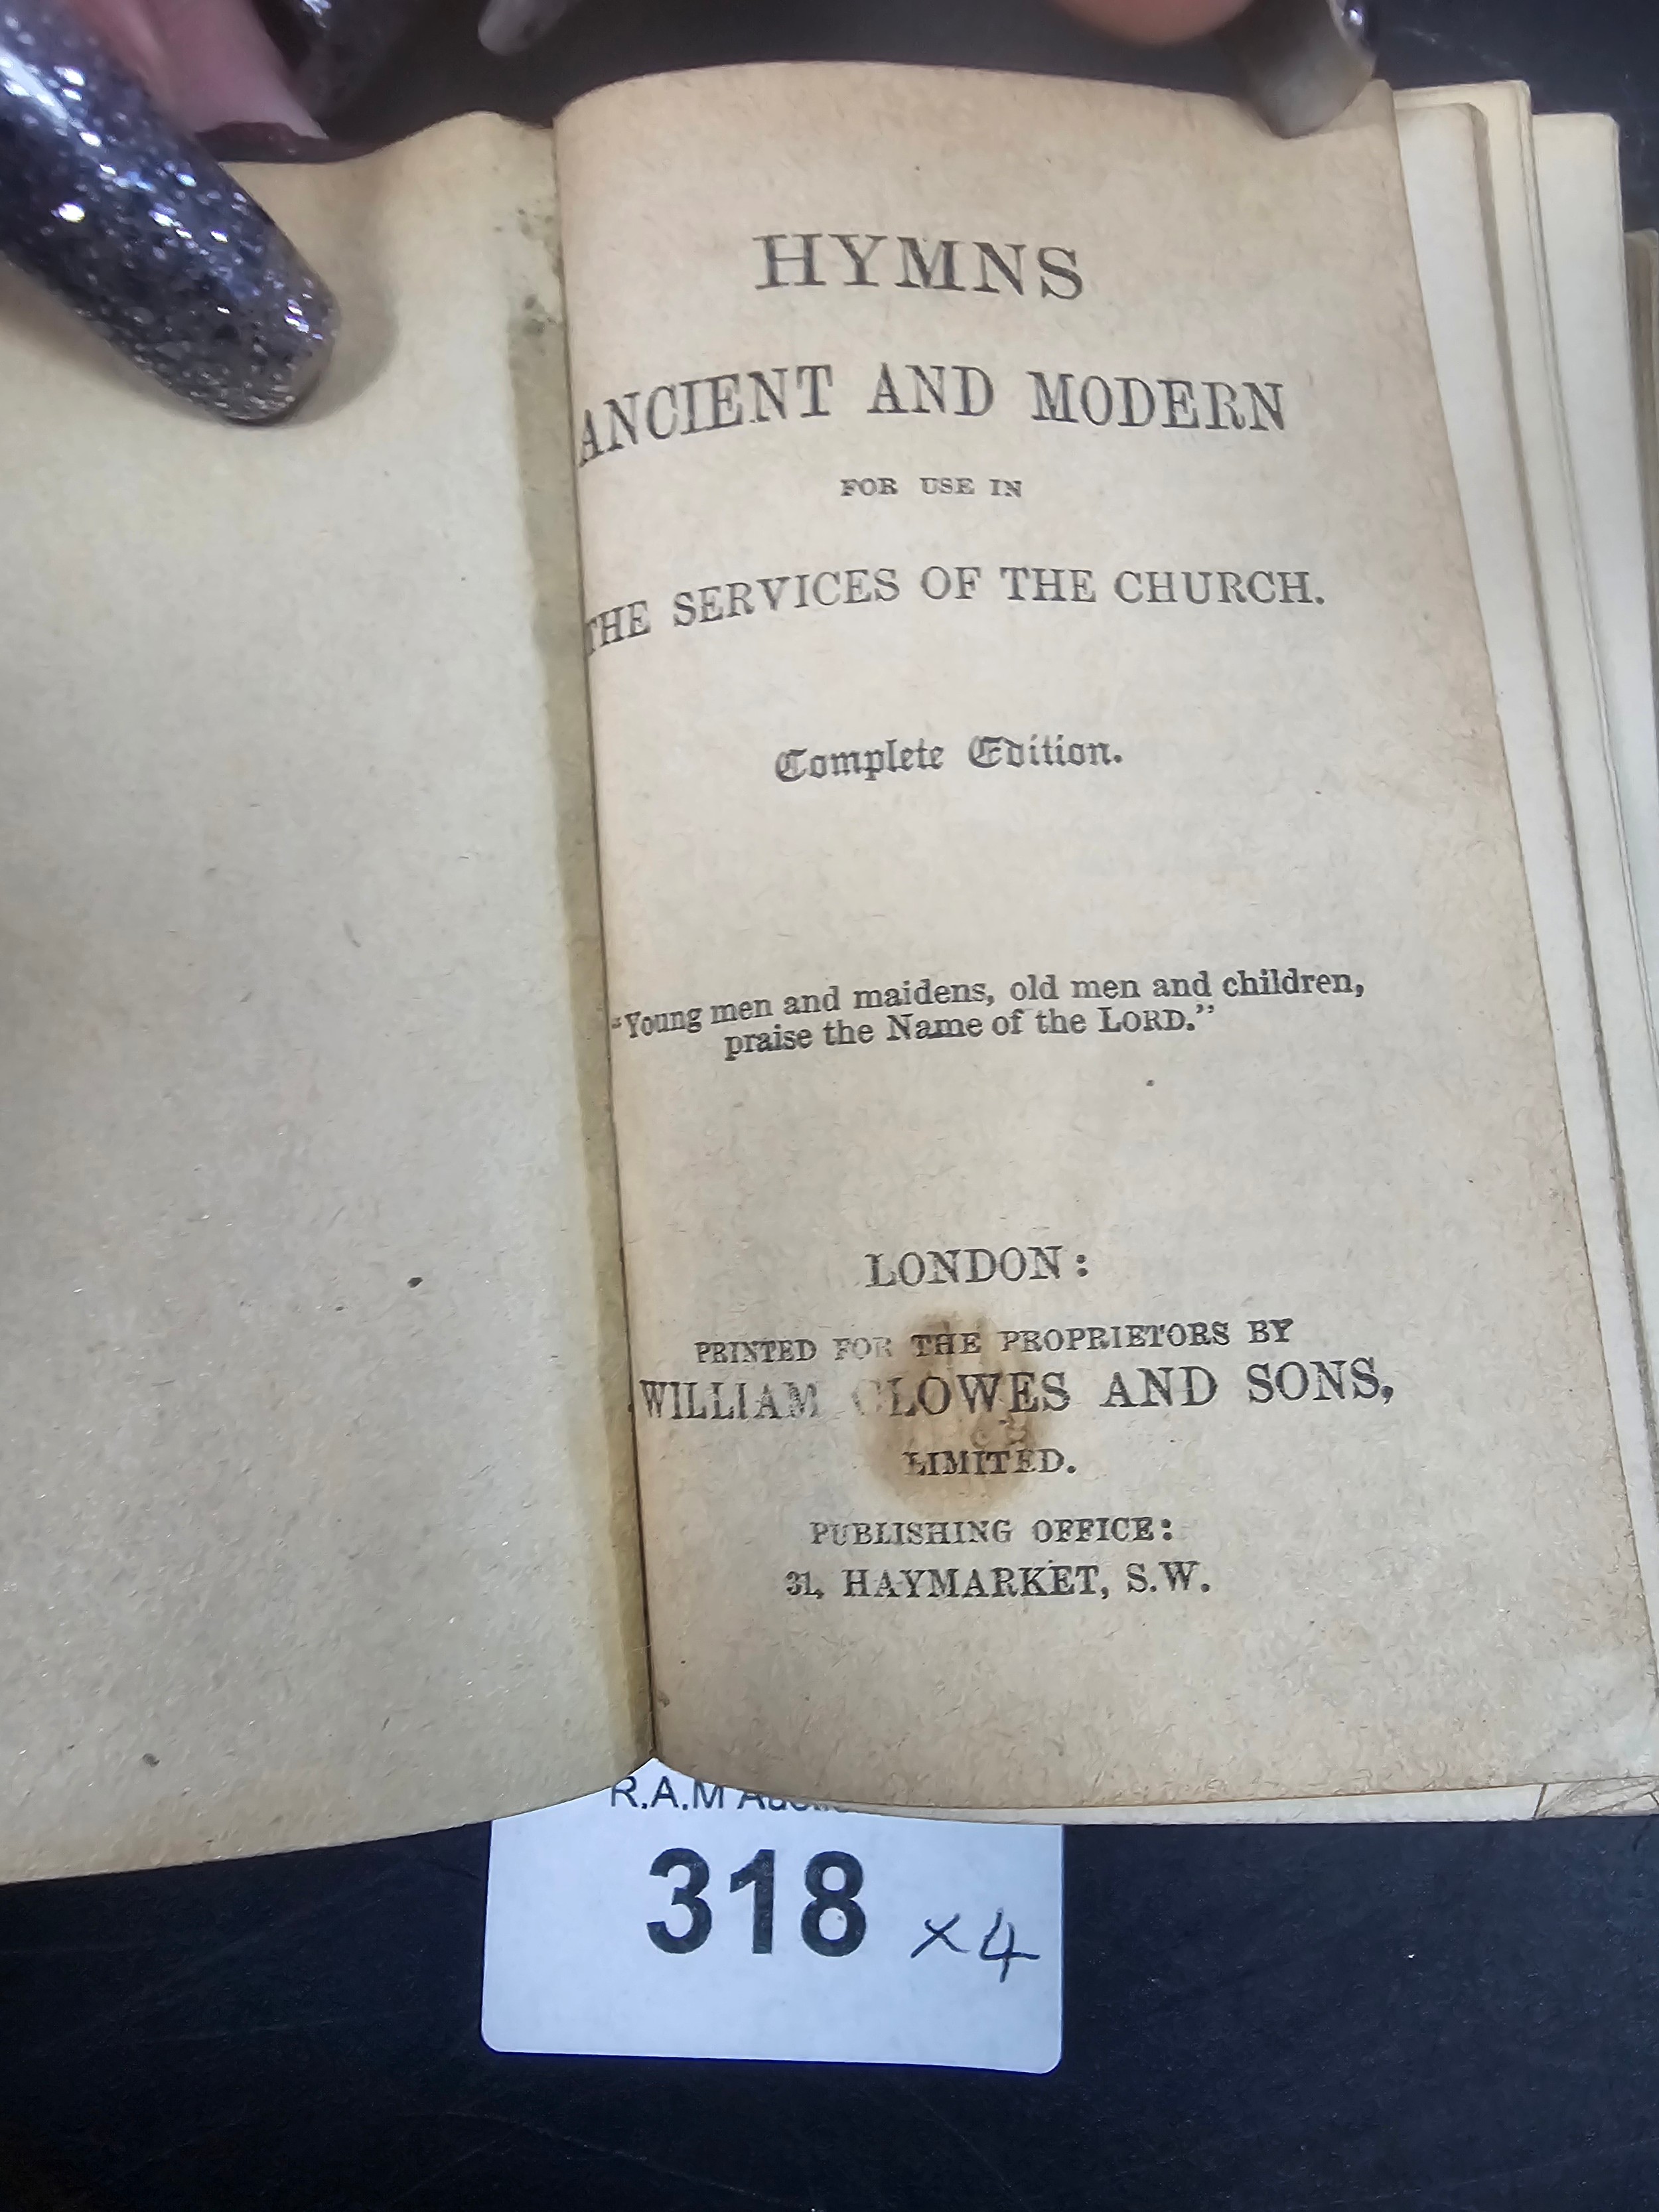 HYMNS
ANCIENT AND MODERN
FOR USE IN
THE SERVICES OF THE CHURCH.
Complete Edition.
"Young men and maidens, old men and children,
praise the Name of the LORD."
LONDON:
PRINTED FOR THE PROPRIETORS BY
WILLIAM CLOWES AND SONS,
LIMITED.
PUBLISHING OFFICE:
31, HAYMARKET, S.W.
R.A.M
318 x4